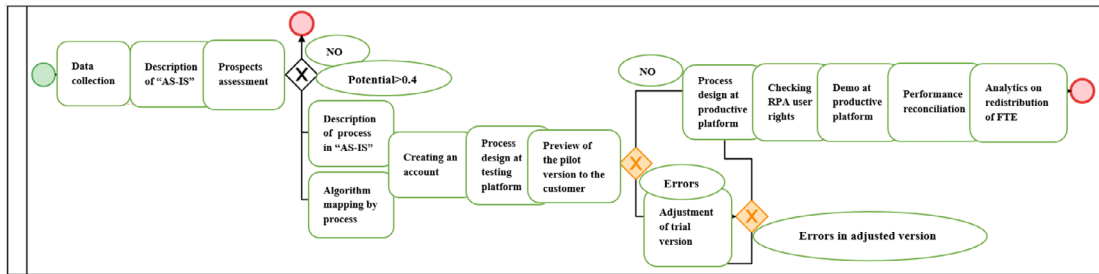 Data
collection
Description
of “AS-IS”
Prospects
assessment
X
NO
Potential>0.4
Description
of process
in “AS-IS”
Algorithm
mapping by
process
Creating an
account
Process
design at
testing
platform
Preview of
the pilot
version to the
customer
X
NO
Errors
Adjustment
of trial
version
X
Errors in adjusted version
Process
design at
productive
platform
Checking
RPA user
rights
Demo at
productive
platform
Performance
reconciliation
Analytics on
redistribution
of FTE